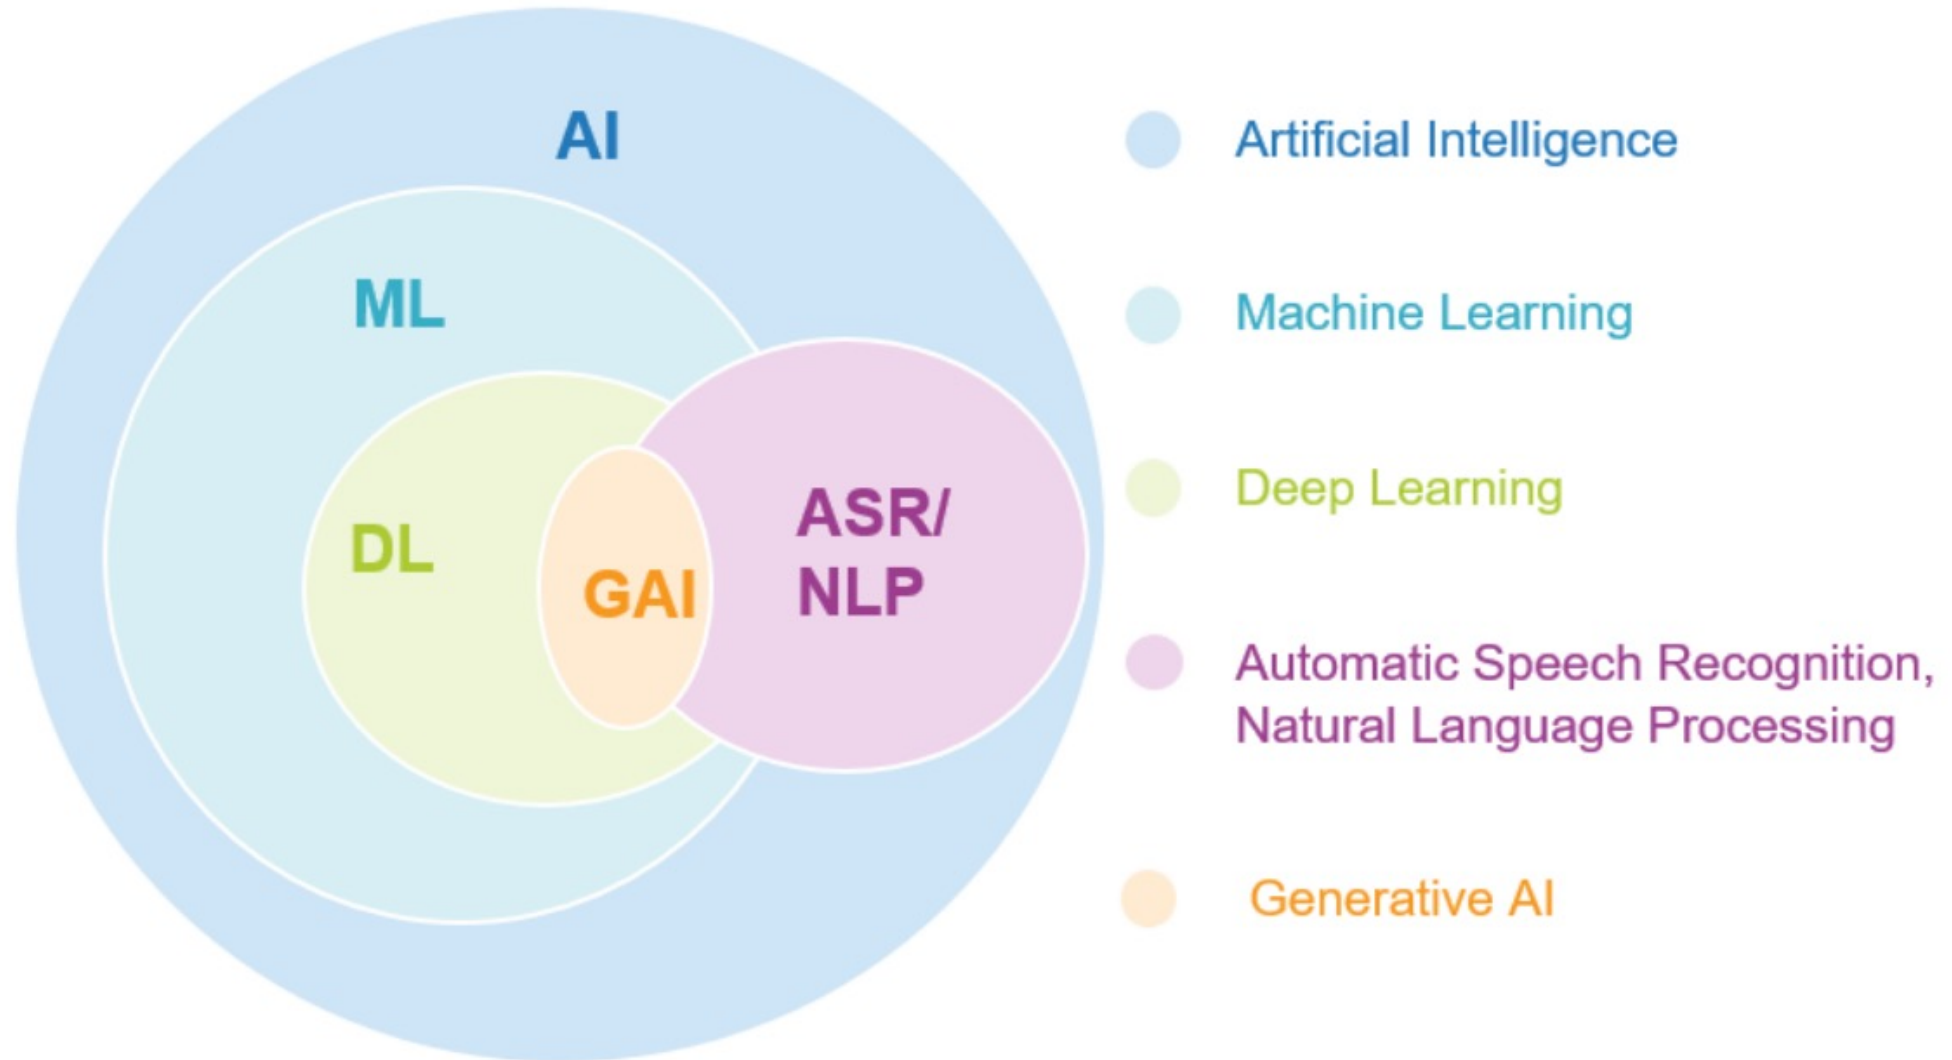 AI
ML
DL
GAI
ASR/
NLP
Artificial Intelligence
Machine Learning
Deep Learning
Automatic Speech Recognition,
Natural Language Processing
Generative AI